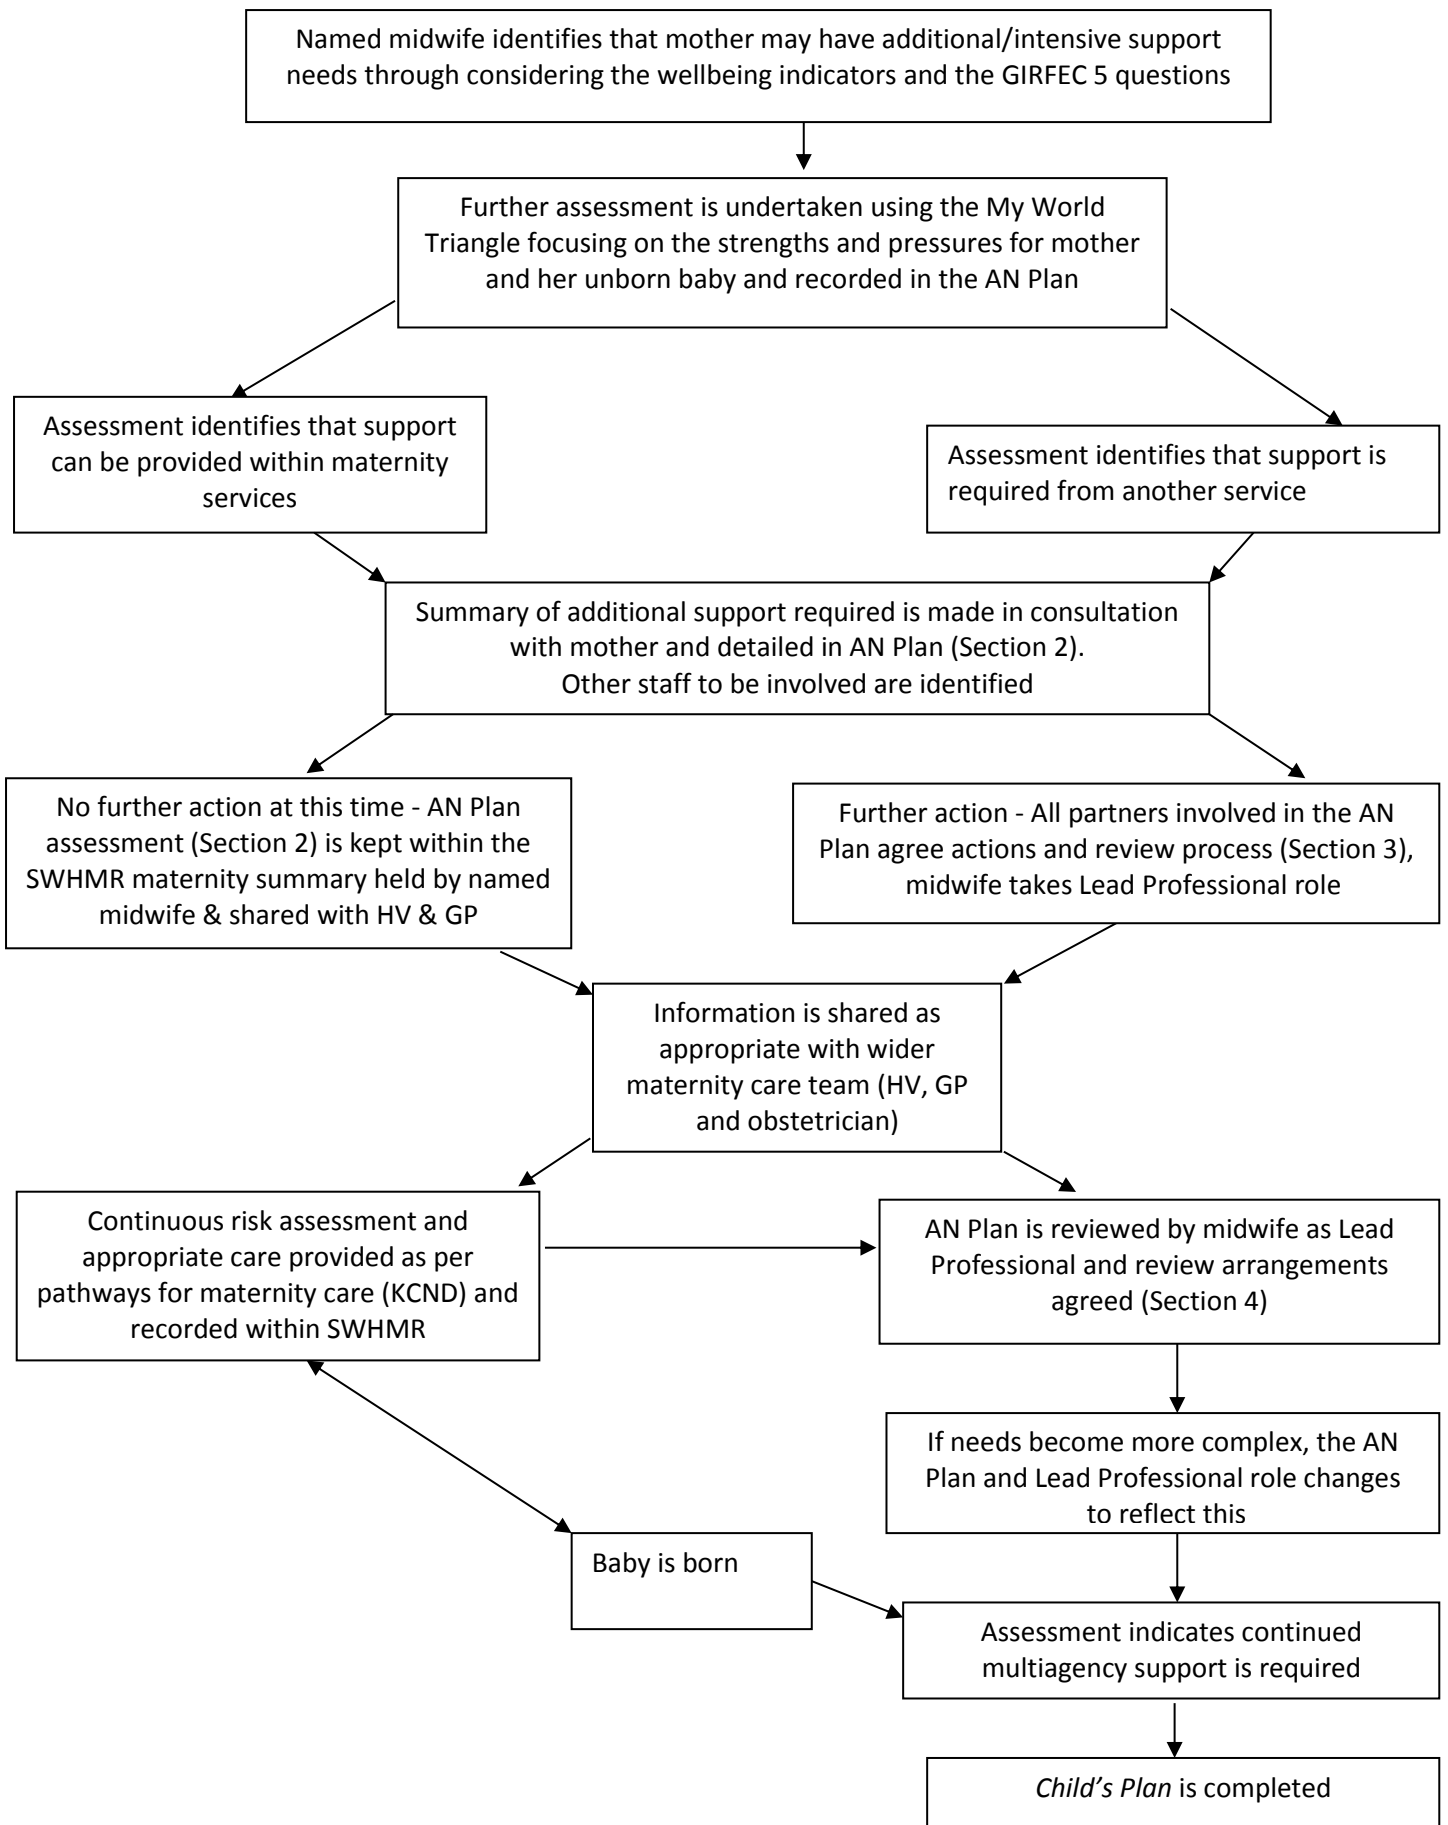 Named midwife identifies that mother may have additional/intensive support
needs through considering the wellbeing indicators and the GIRFEC 5 questions
Further assessment is undertaken using the My World
Triangle focusing on the strengths and pressures for mother
and her unborn baby and recorded in the AN Plan
Assessment identifies that support
can be provided within maternity
services
Assessment identifies that support is
required from another service
Summary of additional support required is made in consultation
with mother and detailed in AN Plan (Section 2).
Other staff to be involved are identified
No further action at this time - AN Plan
assessment (Section 2) is kept within the
SWHMR maternity summary held by named
midwife & shared with HV & GP
Further action - All partners involved in the AN
Plan agree actions and review process (Section 3),
midwife takes Lead Professional role
Information is shared as
appropriate with wider
maternity care team (HV, GP
and obstetrician)
Continuous risk assessment and
appropriate care provided as per
pathways for maternity care (KCND) and
recorded within SWHMR
AN Plan is reviewed by midwife as Lead
Professional and review arrangements
agreed (Section 4)
If needs become more complex, the AN
Plan and Lead Professional role changes
to reflect this
Baby is born
Assessment indicates continued
multiagency support is required
Child’s Plan is completed